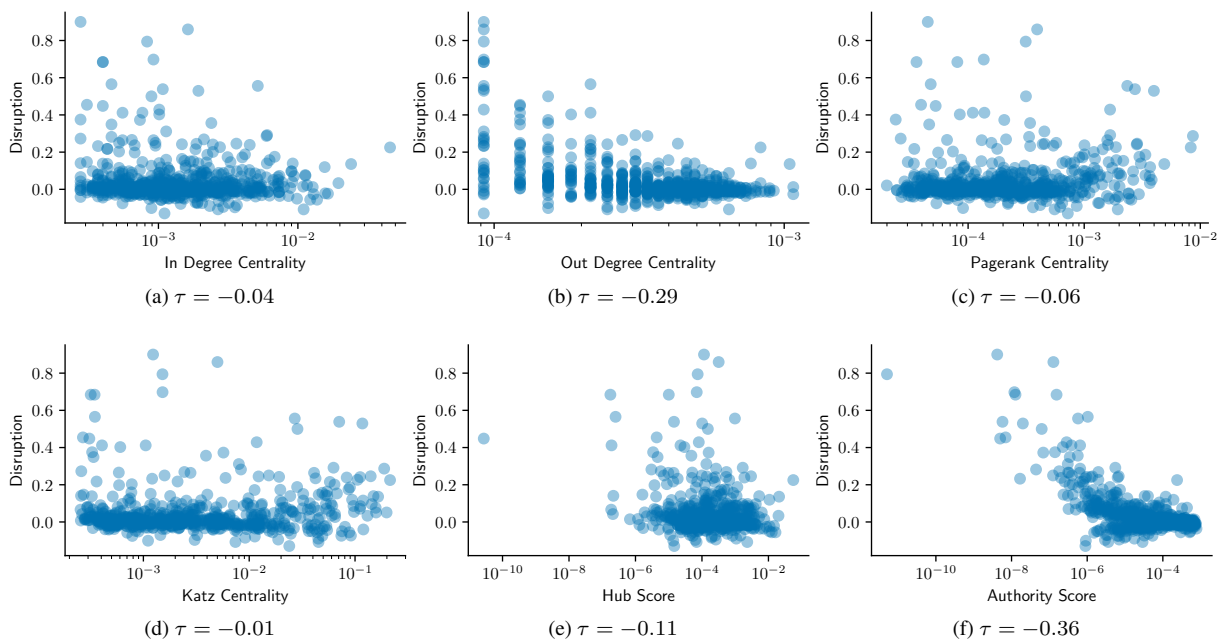 Disruption
0.8
0.6
0.4
0.2
0.0
10⁻³
10⁻²
In Degree Centrality
(a) τ = −0.04
Disruption
0.8
0.6
0.4
0.2
0.0
10⁻⁴
10⁻³
Out Degree Centrality
(b) τ = −0.29
Disruption
0.8
0.6
0.4
0.2
0.0
10⁻⁴
10⁻³
10⁻²
Pagerank Centrality
(c) τ = −0.06
Disruption
0.8
0.6
0.4
0.2
0.0
10⁻³
10⁻²
10⁻¹
Katz Centrality
(d) τ = −0.01
Disruption
0.8
0.6
0.4
0.2
0.0
10⁻¹⁰
10⁻⁸
10⁻⁶
10⁻⁴
10⁻²
Hub Score
(e) τ = −0.11
Disruption
0.8
0.6
0.4
0.2
0.0
10⁻¹⁰
10⁻⁸
10⁻⁶
10⁻⁴
Authority Score
(f) τ = −0.36